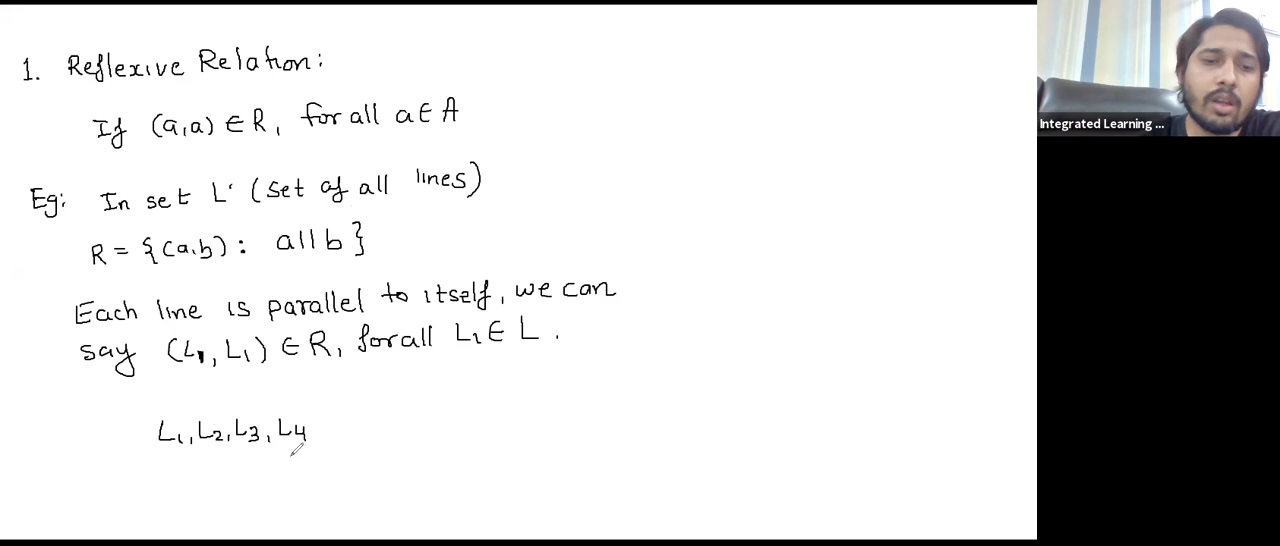 1. Reflexive Relation:
If (a,a) ∈ R, for all a ∈ A
Eg: In set L' (set of all lines)
R = {(a,b): a||b}
Each line is parallel to itself, we can
say (L1, L1) ∈ R, for all L1 ∈ L.
L1, L2, L3, L4
Integrated Learning ...